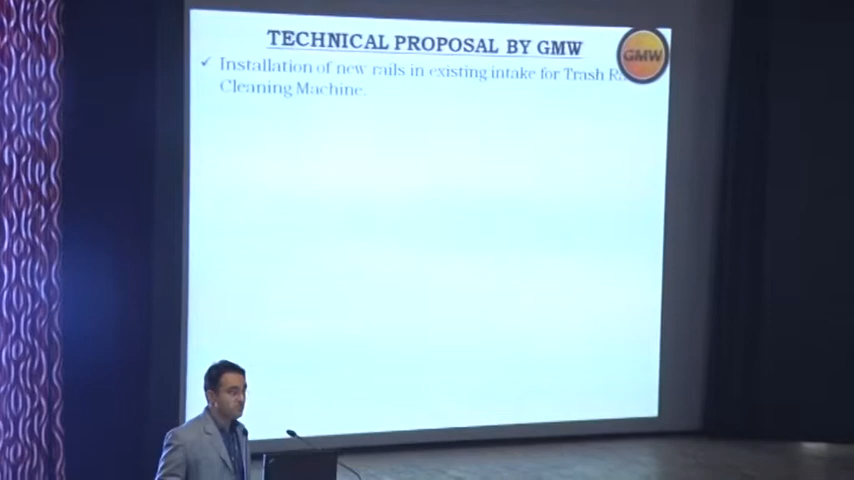 TECHNICAL PROPOSAL BY GMW
GMW
✓ Installation of new rails in existing intake for Trash
Cleaning Machine.